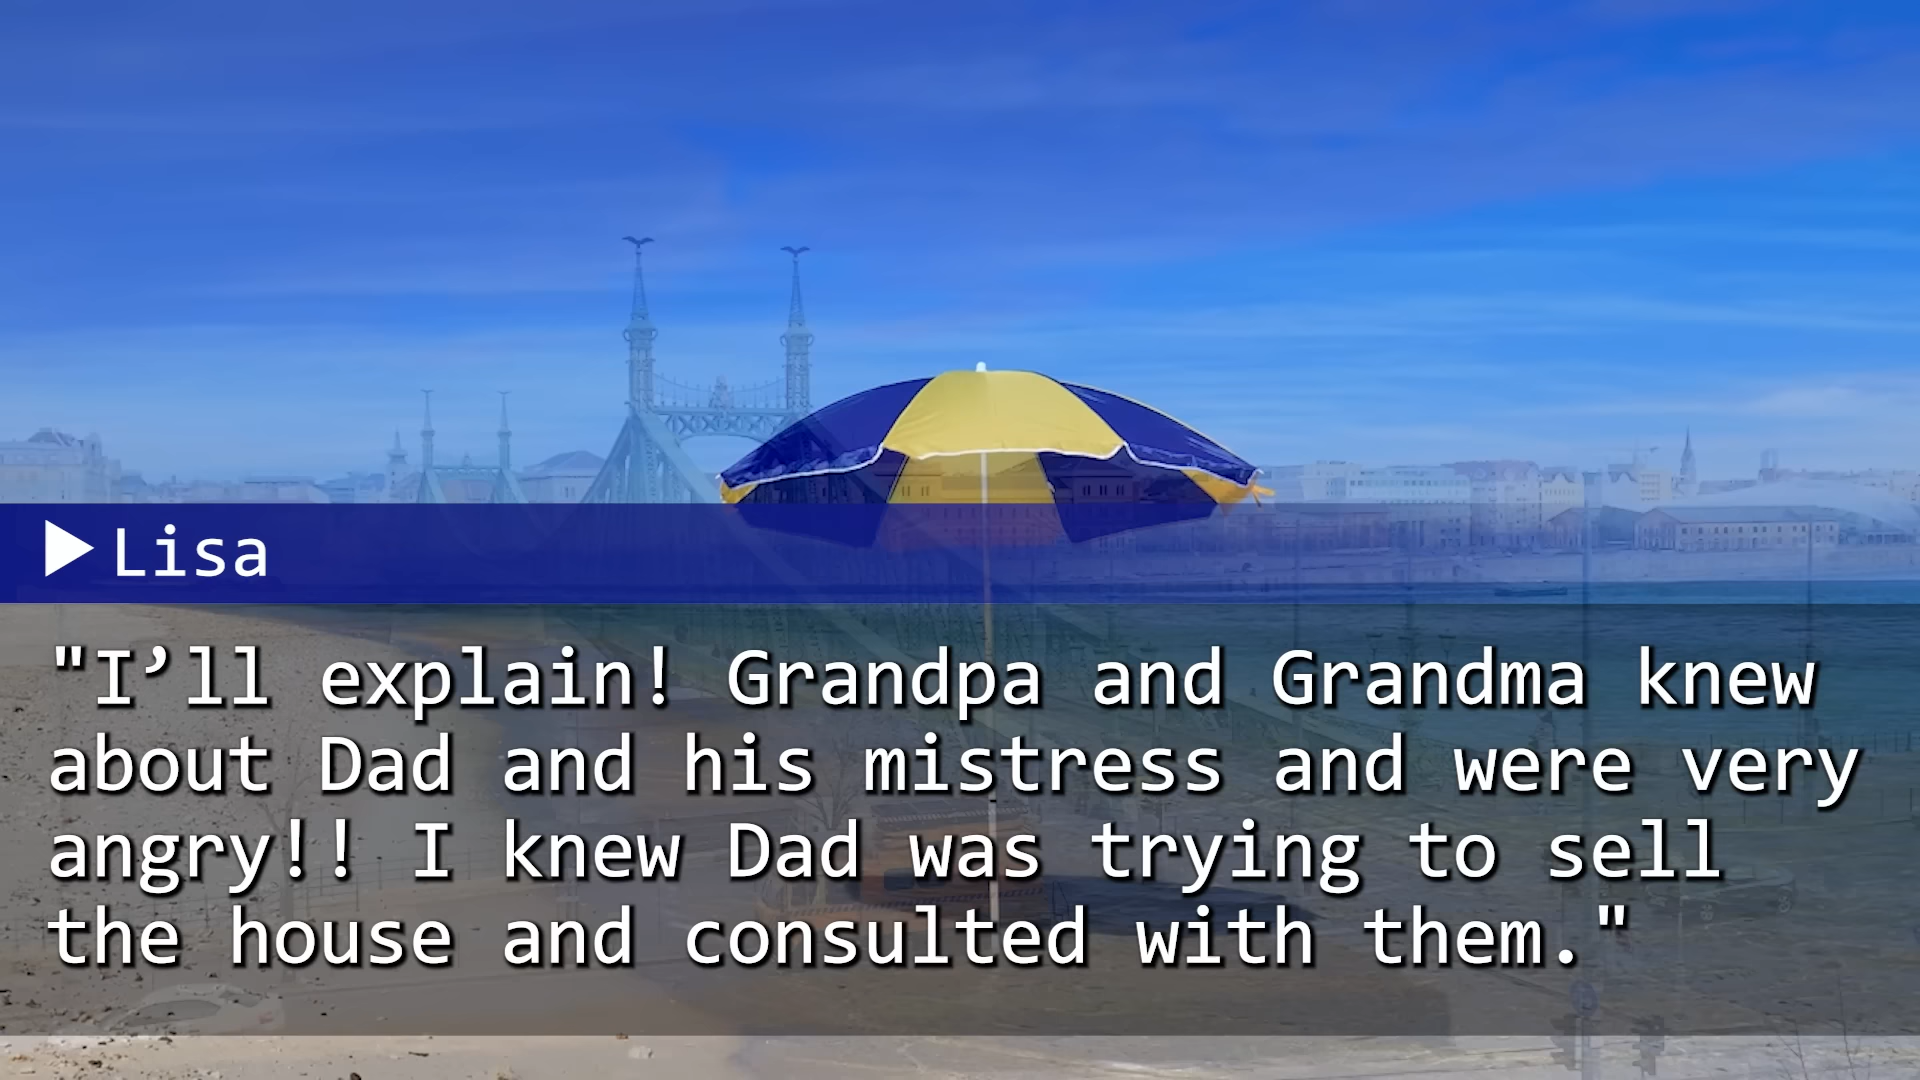 Lisa
"I’ll explain! Grandpa and Grandma knew
about Dad and his mistress and were very
angry!! I knew Dad was trying to sell
the house and consulted with them."